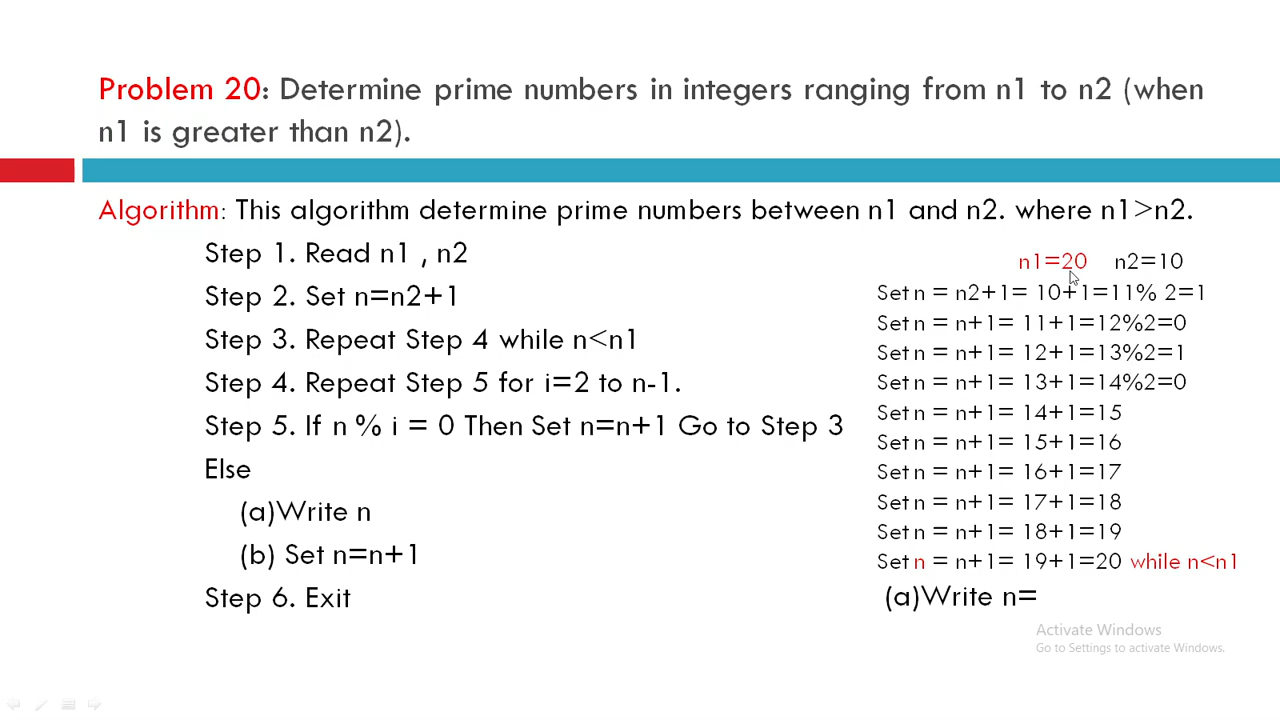 Problem 20: Determine prime numbers in integers ranging from n1 to n2 (when
n1 is greater than n2).
Algorithm: This algorithm determine prime numbers between n1 and n2. where n1>n2.
Step 1. Read n1 , n2
Step 2. Set n=n2+1
Step 3. Repeat Step 4 while n<n1
Step 4. Repeat Step 5 for i=2 to n-1.
Step 5. If n % i = 0 Then Set n=n+1 Go to Step 3
Else
(a)Write n
(b) Set n=n+1
Step 6. Exit
n1=20 n2=10
Set n = n2+1= 10+1=11% 2=1
Set n = n+1= 11+1=12%2=0
Set n = n+1= 12+1=13%2=1
Set n = n+1= 13+1=14%2=0
Set n = n+1= 14+1=15
Set n = n+1= 15+1=16
Set n = n+1= 16+1=17
Set n = n+1= 17+1=18
Set n = n+1= 18+1=19
Set n = n+1= 19+1=20 while n<n1
(a)Write n=
Activate Windows
Go to Settings to activate Windows.